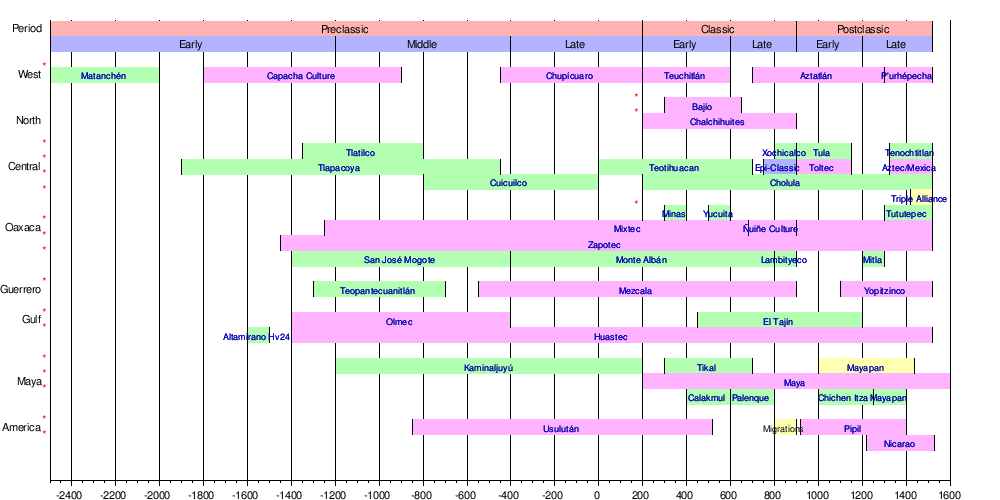 Period Preclassic Classic Postclassic
Early Middle Late Early Late Early Late
West Matanchén Capacha Culture Chupícuaro Teuchitlán Aztatlán P'urhépecha
Bajío
North Chalchihuites
Tlatilco Xochicalco Tula Tenochtitlan
Central Tlapacoya Teotihuacan Epi-Classic Toltec Aztec/Mexica
Cuicuilco Cholula
Triple Alliance
Minas Yucuita Tututepec
Oaxaca Mixtec Ñuiñe Culture
Zapotec
San José Mogote Monte Albán Lambityeco Mitla
Guerrero Teopantecuanitlán Mezcala Yopitzinco
Gulf Olmec El Tajín
Altamirano Hv24 Huastec
Kaminaljuyú Tikal Mayapan
Maya Maya
Calakmul Palenque Chichen Itza Mayapan
America Usulután Migrations Pipil
Nicarao
-2400 -2200 -2000 -1800 -1600 -1400 -1200 -1000 -800 -600 -400 -200 0 200 400 600 800 1000 1200 1400 1600